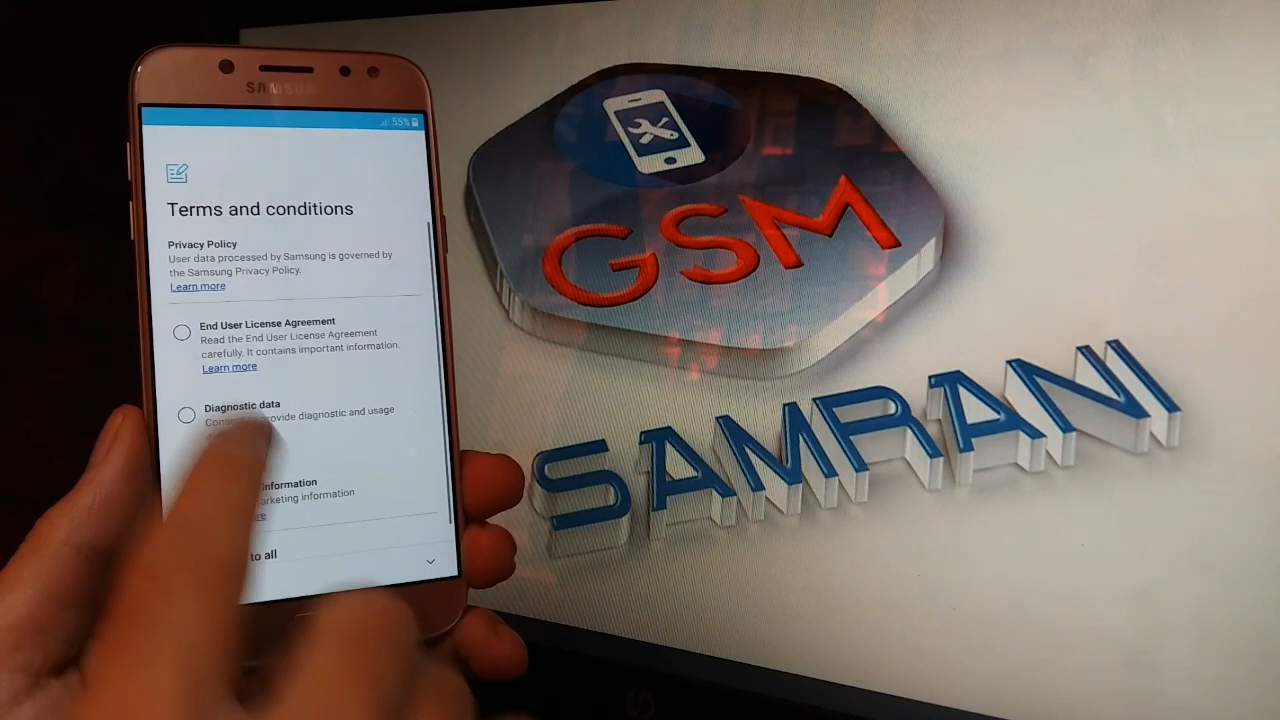 SAMSUNG
55%
Terms and conditions
Privacy Policy
User data processed by Samsung is governed by
the Samsung Privacy Policy.
Learn more
End User License Agreement
Read the End User License Agreement
carefully. It contains important information.
Learn more
Diagnostic data
provide diagnostic and usage
information
marketing information
to all
GSM
SAMRANI